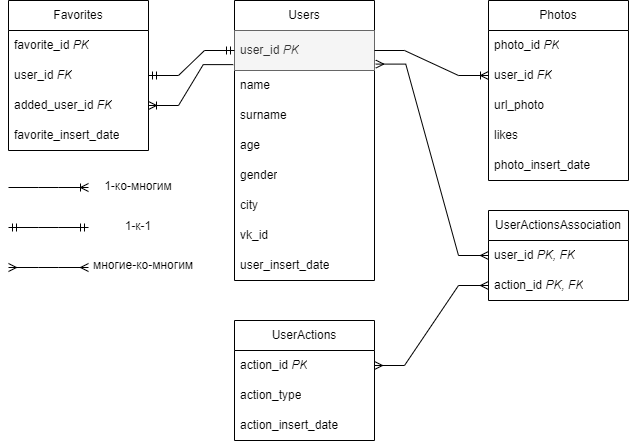 Favorites
favorite_id PK
user_id FK
added_user_id FK
favorite_insert_date
1-ко-многим
1-к-1
многие-ко-многим
Users
user_id PK
name
surname
age
gender
city
vk_id
user_insert_date
UserActions
action_id PK
action_type
action_insert_date
Photos
photo_id PK
user_id FK
url_photo
likes
photo_insert_date
UserActionsAssociation
user_id PK, FK
action_id PK, FK